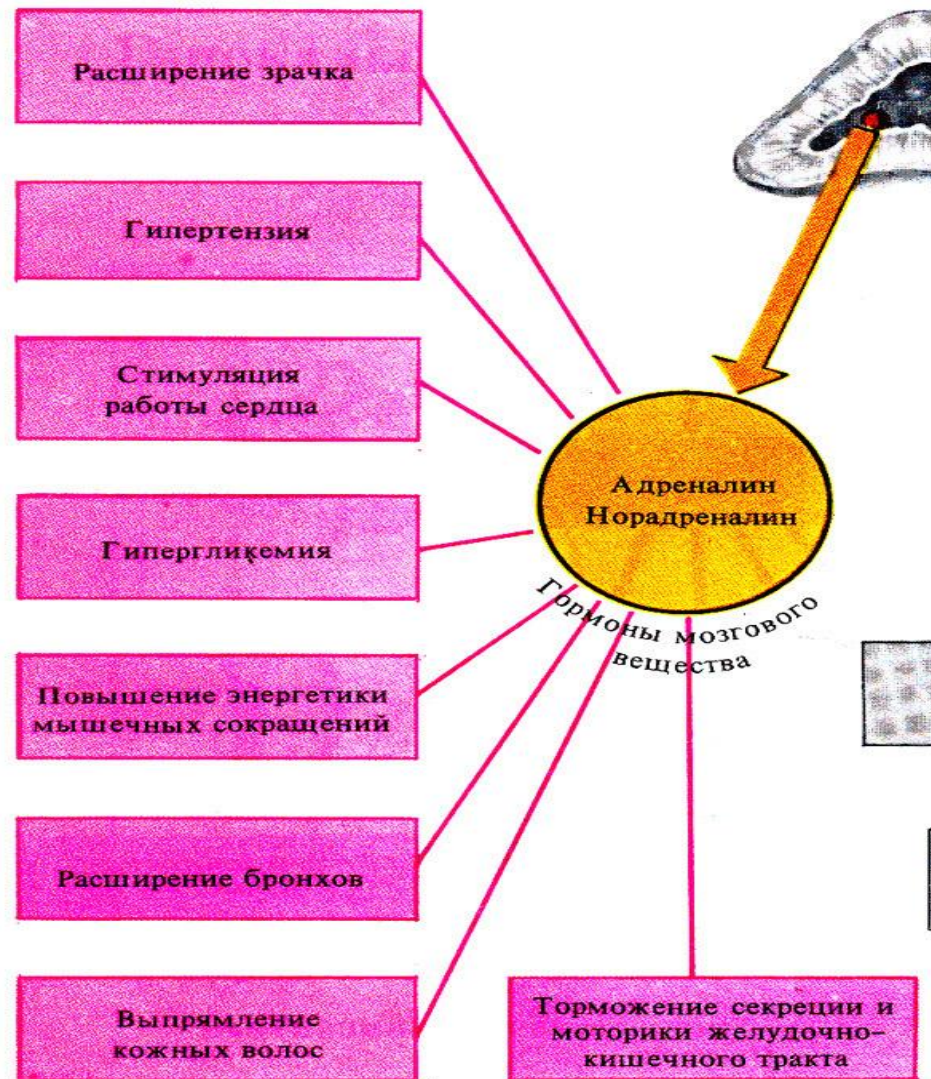 Расширение зрачка
Гипертензия
Стимуляция
работы сердца
Адреналин
Норадреналин
Гипергликемия
Гормоны мозгового
вещества
Повышение энергетики
мышечных сокращений
Расширение бронхов
Выпрямление
кожных волос
Торможение секреции и
моторики желудочно-
кишечного тракта